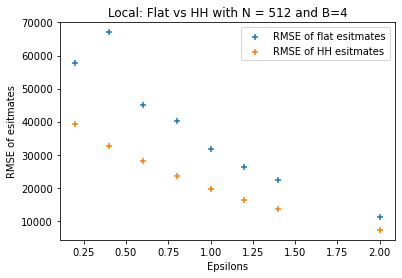 Local: Flat vs HH with N = 512 and B=4
RMSE of flat esitmates
RMSE of HH esitmates
RMSE of esitmates
70000
60000
50000
40000
30000
20000
10000
0.25 0.50 0.75 1.00 1.25 1.50 1.75 2.00
Epsilons